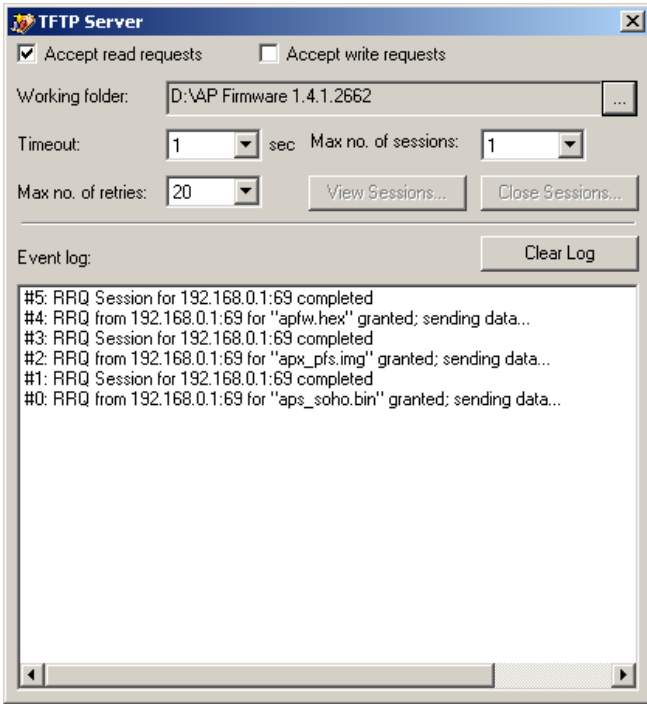 TFTP Server
Accept read requests Accept write requests
Working folder: D:\AP Firmware 1.4.1.2662 ...
Timeout: 1 sec Max no. of sessions: 1
Max no. of retries: 20 View Sessions... Close Sessions...
Event log: Clear Log
#5: RRQ Session for 192.168.0.1:69 completed
#4: RRQ from 192.168.0.1:69 for "apfw.hex" granted; sending data...
#3: RRQ Session for 192.168.0.1:69 completed
#2: RRQ from 192.168.0.1:69 for "apx_pfs.img" granted; sending data...
#1: RRQ Session for 192.168.0.1:69 completed
#0: RRQ from 192.168.0.1:69 for "aps_soho.bin" granted; sending data...